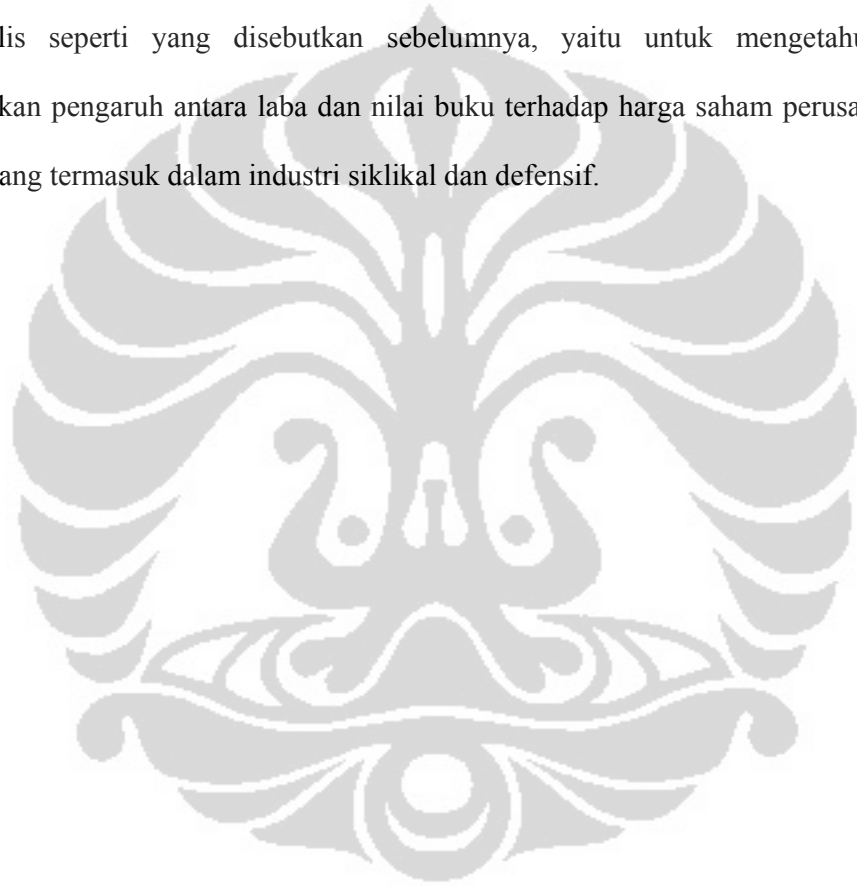 lis seperti yang disebutkan sebelumnya, yaitu untuk mengetahu
kan pengaruh antara laba dan nilai buku terhadap harga saham perusa
ang termasuk dalam industri siklikal dan defensif.